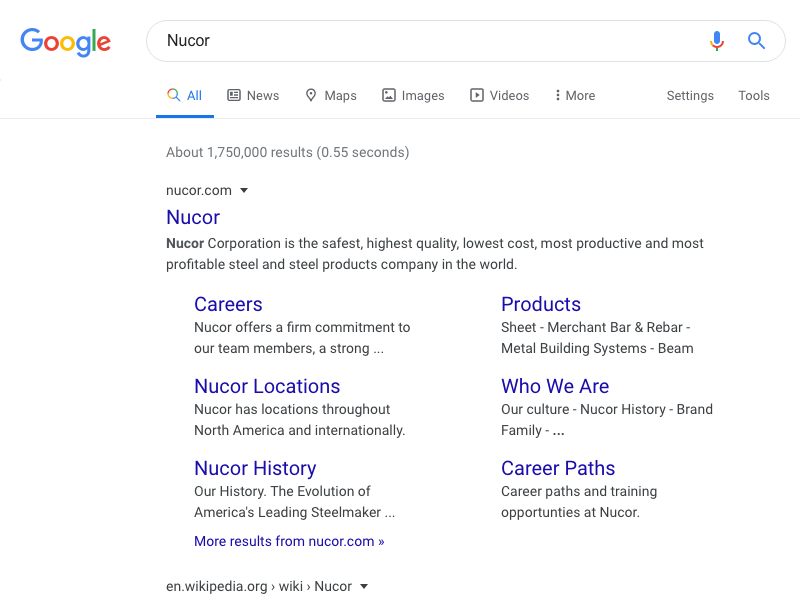 Google
Nucor
All News Maps Images Videos More Settings Tools
About 1,750,000 results (0.55 seconds)
nucor.com
Nucor
Nucor Corporation is the safest, highest quality, lowest cost, most productive and most
profitable steel and steel products company in the world.
Careers
Nucor offers a firm commitment to
our team members, a strong ...
Products
Sheet - Merchant Bar & Rebar -
Metal Building Systems - Beam
Nucor Locations
Nucor has locations throughout
North America and internationally.
Who We Are
Our culture - Nucor History - Brand
Family - ...
Nucor History
Our History. The Evolution of
America's Leading Steelmaker ...
Career Paths
Career paths and training
opportunties at Nucor.
More results from nucor.com »
en.wikipedia.org › wiki › Nucor